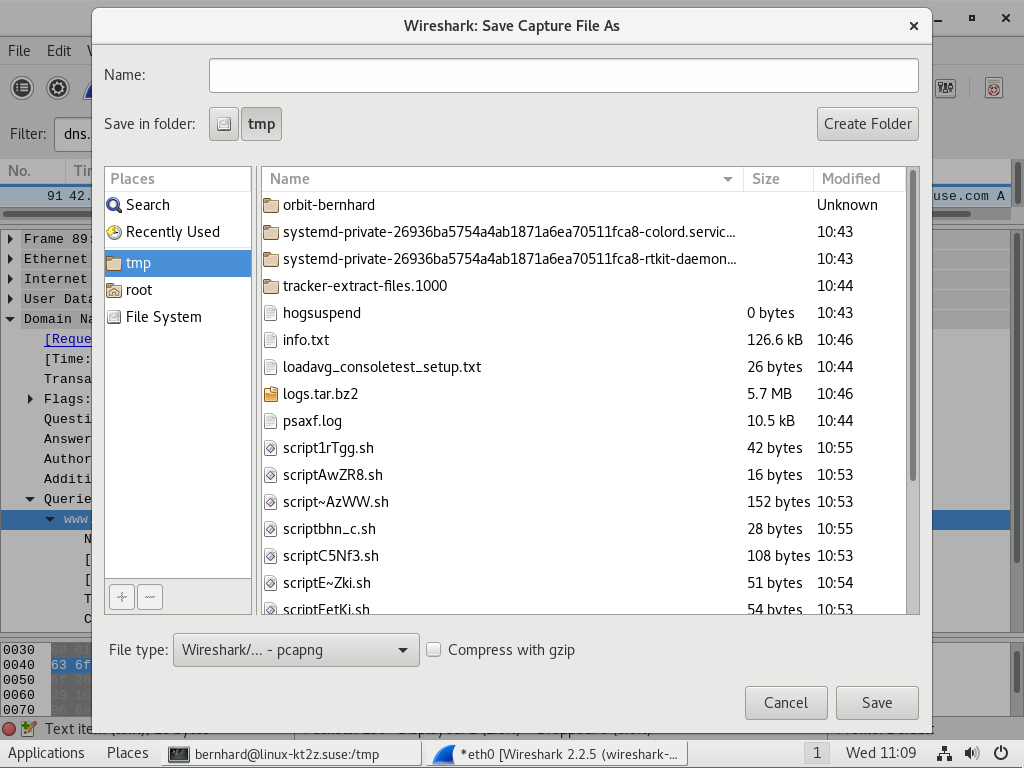 Wireshark: Save Capture File As
File Edit
Name:
Save in folder:
tmp
Create Folder
Filter:
dns.
No.
91 42.
use.com A
Places
Search
Recently Used
tmp
root
File System
Name Size Modified
orbit-bernhard Unknown
systemd-private-26936ba5754a4ab1871a6ea70511fca8-colord.servic... 10:43
systemd-private-26936ba5754a4ab1871a6ea70511fca8-rtkit-daemon... 10:43
tracker-extract-files.1000 10:44
hogsuspend 0 bytes 10:43
info.txt 126.6 kB 10:46
loadavg_consoletest_setup.txt 26 bytes 10:44
logs.tar.bz2 5.7 MB 10:46
psaxf.log 10.5 kB 10:44
script1rTgg.sh 42 bytes 10:55
scriptAwZR8.sh 16 bytes 10:53
script~AzWW.sh 152 bytes 10:53
scriptbhn_c.sh 28 bytes 10:55
scriptC5Nf3.sh 108 bytes 10:53
scriptE~Zki.sh 51 bytes 10:54
scriptEetKi.sh 54 bytes 10:53
Frame 89:
Ethernet
Internet
User Data
Domain Na
[Reque
[Time:
Transa
Flags:
Questi
Answer
Author
Additi
Querie
www.
N
[
[
T
C
File type:
Wireshark/... - pcapng
Compress with gzip
Cancel
Save
0030
0040 63 6f
0050
0060
0070
Text item
Applications Places bernhard@linux-kt2z.suse:/tmp *eth0 [Wireshark 2.2.5 (wireshark-... 1 Wed 11:09